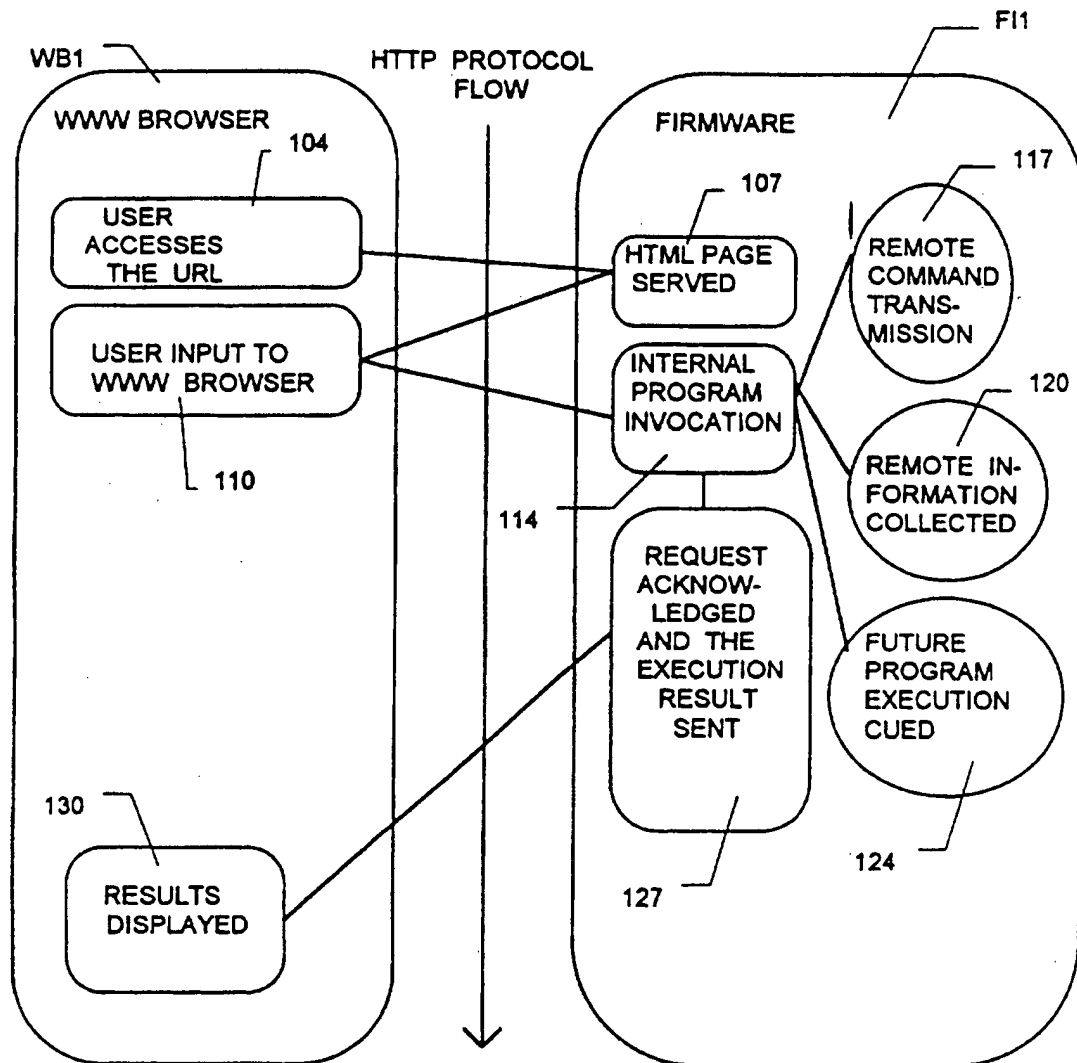 WB1
HTTP PROTOCOL
FLOW
FI1
WWW BROWSER
104
USER
ACCESSES
THE URL
USER INPUT TO
WWW BROWSER
110
FIRMWARE
107
HTML PAGE
SERVED
117
REMOTE
COMMAND
TRANS-
MISSION
INTERNAL
PROGRAM
INVOCATION
114
120
REMOTE IN-
FORMATION
COLLECTED
REQUEST
ACKNOW-
LEDGED
AND THE
EXECUTION
RESULT
SENT
127
FUTURE
PROGRAM
EXECUTION
CUED
124
130
RESULTS
DISPLAYED